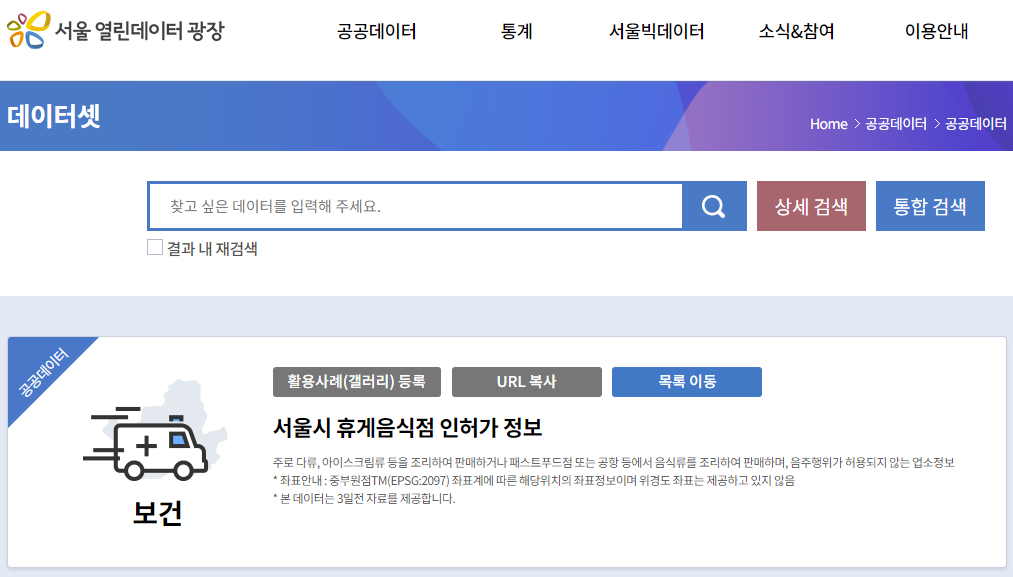 서울 열린데이터 광장
공공데이터 통계 서울빅데이터 소식&참여 이용안내
데이터셋
Home > 공공데이터 > 공공데이터
찾고 싶은 데이터를 입력해 주세요.
상세 검색 통합 검색
결과 내 재검색
공공데이터
활용사례(갤러리) 등록 URL 복사 목록 이동
서울시 휴게음식점 인허가 정보
주로 다류, 아이스크림류 등을 조리하여 판매하거나 패스트푸드점 또는 공항 등에서 음식류를 조리하여 판매하며, 음주행위가 허용되지 않는 업소정보
* 좌표안내 : 중부원점TM(EPSG:2097) 좌표계에 따른 해당위치의 좌표정보이며 위경도 좌표는 제공하고 있지 않음
* 본 데이터는 3일전 자료를 제공합니다.
보건